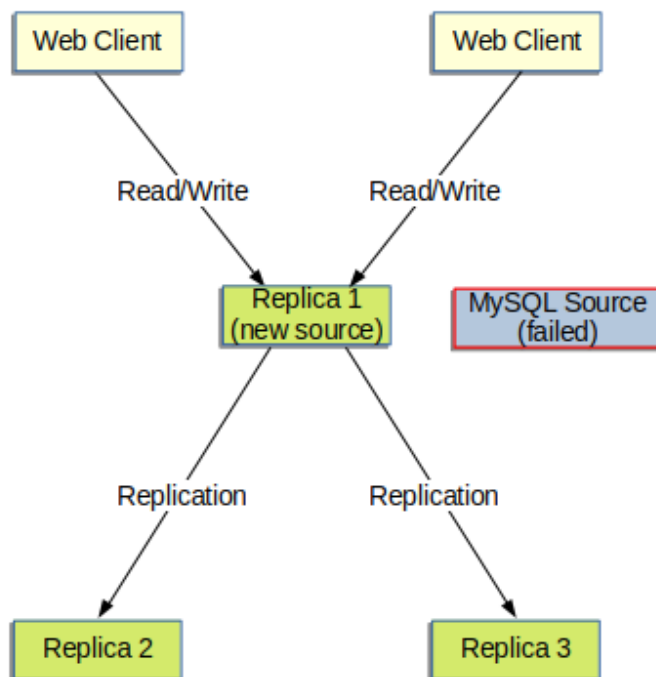 Web Client
Web Client
Read/Write
Read/Write
Replica 1
(new source)
MySQL Source
(failed)
Replication
Replication
Replica 2
Replica 3